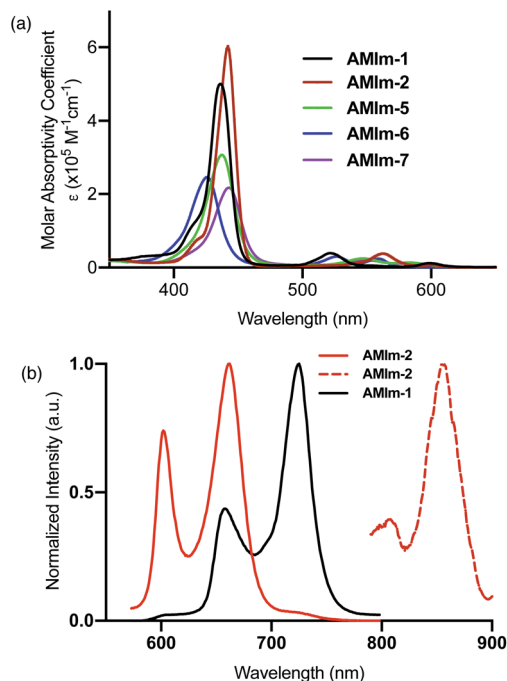 (a)
Molar Absorptivity Coefficient
ε (x10⁵ M⁻¹cm⁻¹)
6
4
2
0
AMIm-1
AMIm-2
AMIm-5
AMIm-6
AMIm-7
400
500
600
Wavelength (nm)
(b)
Normalized Intensity (a.u.)
1.0
0.5
0.0
AMIm-2
AMIm-2
AMIm-1
600
700
800
900
Wavelength (nm)